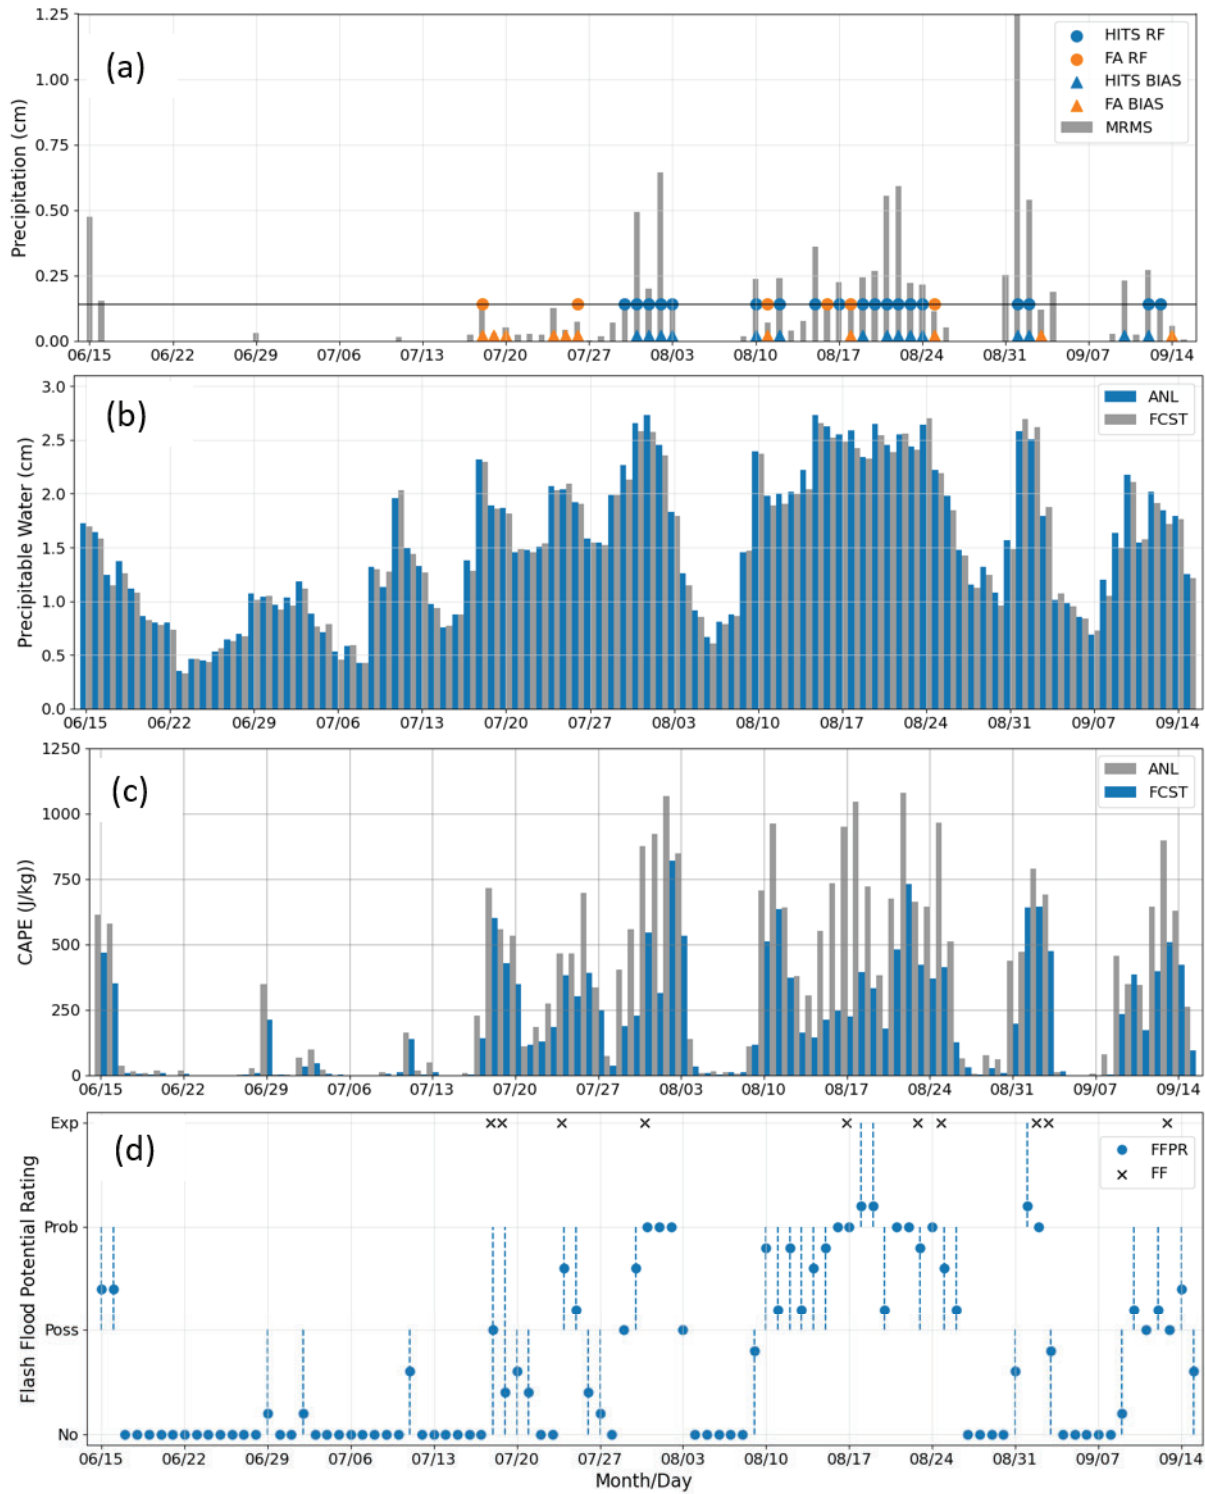 (a)
Precipitation (cm)
1.25
1.00
0.75
0.50
0.25
0.00
HITS RF
FA RF
HITS BIAS
FA BIAS
MRMS
06/15 06/22 06/29 07/06 07/13 07/20 07/27 08/03 08/10 08/17 08/24 08/31 09/07 09/14
(b)
Precipitable Water (cm)
3.0
2.5
2.0
1.5
1.0
0.5
0.0
ANL
FCST
06/15 06/22 06/29 07/06 07/13 07/20 07/27 08/03 08/10 08/17 08/24 08/31 09/07 09/14
(c)
CAPE (J/kg))
1250
1000
750
500
250
0
ANL
FCST
06/15 06/22 06/29 07/06 07/13 07/20 07/27 08/03 08/10 08/17 08/24 08/31 09/07 09/14
(d)
Flash Flood Potential Rating
Exp
Prob
Poss
No
FFPR
FF
06/15 06/22 06/29 07/06 07/13 07/20 07/27 08/03 08/10 08/17 08/24 08/31 09/07 09/14
Month/Day